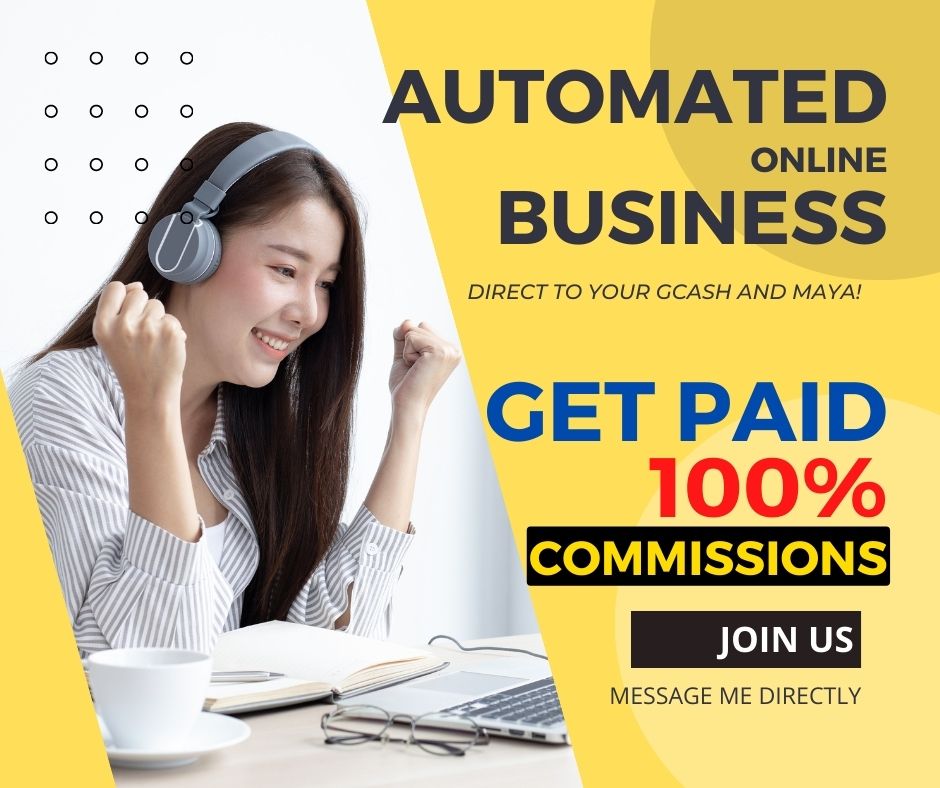 AUTOMATED
ONLINE
BUSINESS
DIRECT TO YOUR GCASH AND MAYA!
GET PAID
100%
COMMISSIONS
JOIN US
MESSAGE ME DIRECTLY